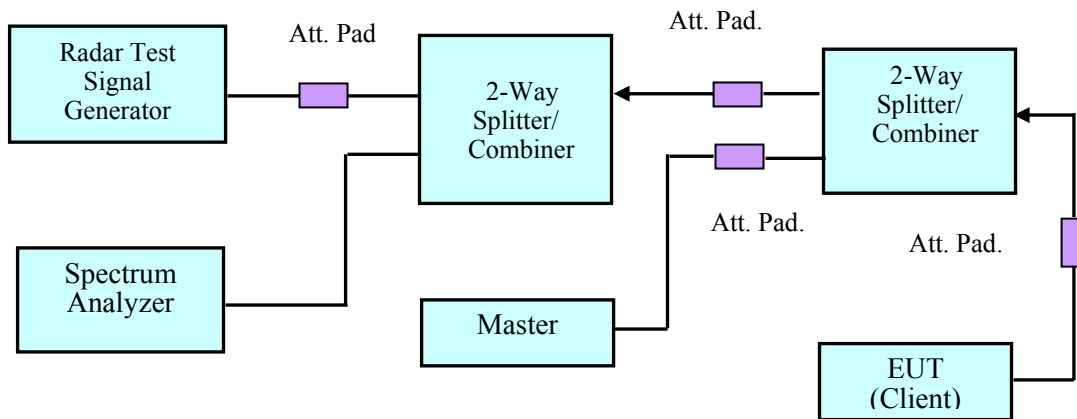 Radar Test
Signal
Generator
Att. Pad
2-Way
Splitter/
Combiner
Att. Pad.
2-Way
Splitter/
Combiner
Att. Pad.
Att. Pad.
Spectrum
Analyzer
Master
EUT
(Client)